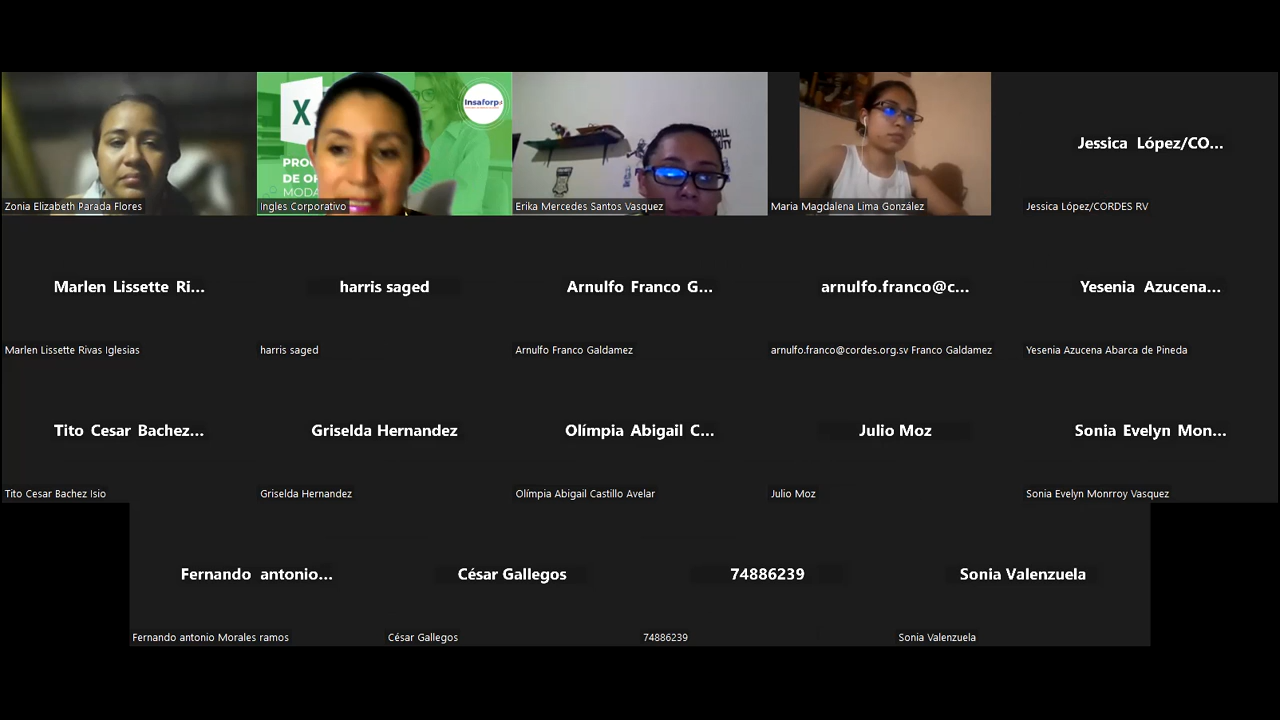 X
Insaforp
PRO
DE OF
MODA
CALL
UTY
Zonia Elizabeth Parada Flores
Ingles Corporativo
Erika Mercedes Santos Vasquez
Maria Magdalena Lima González
Jessica López/CO...
Jessica López/CORDES RV
Marlen Lissette Ri...
harris saged
Arnulfo Franco G...
arnulfo.franco@c...
Yesenia Azucena...
Marlen Lissette Rivas Iglesias
harris saged
Arnulfo Franco Galdamez
arnulfo.franco@cordes.org.sv Franco Galdamez
Yesenia Azucena Abarca de Pineda
Tito Cesar Bachez...
Griselda Hernandez
Olímpia Abigail C...
Julio Moz
Sonia Evelyn Mon...
Tito Cesar Bachez Isio
Griselda Hernandez
Olímpia Abigail Castillo Avelar
Julio Moz
Sonia Evelyn Monrroy Vasquez
Fernando antonio...
César Gallegos
74886239
Sonia Valenzuela
Fernando antonio Morales ramos
César Gallegos
74886239
Sonia Valenzuela